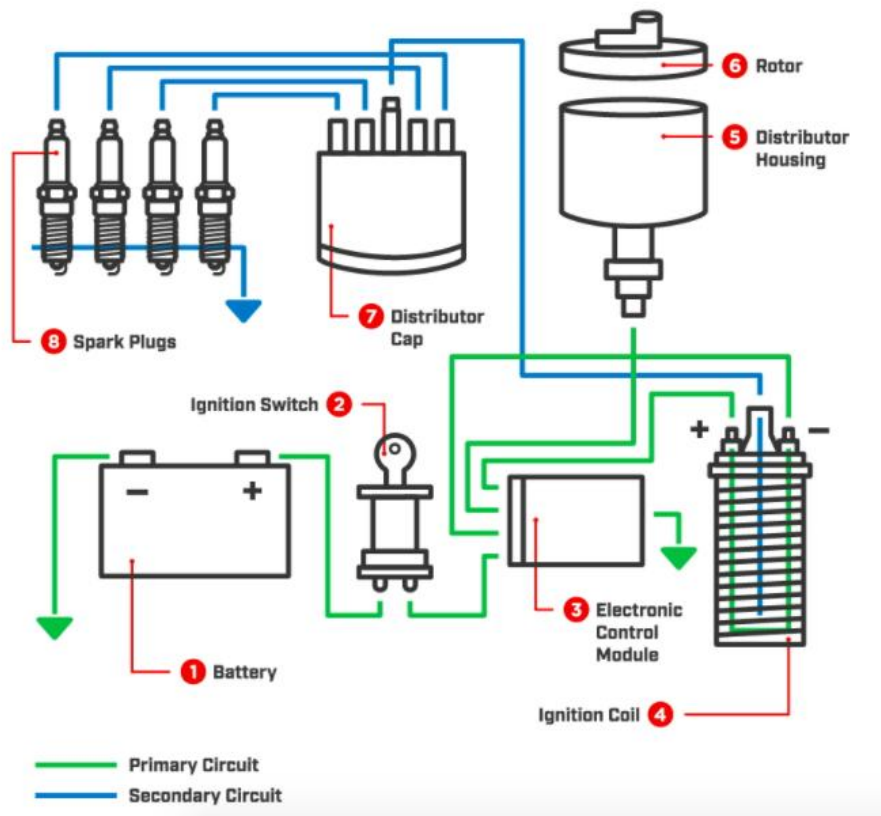 6 Rotor
5 Distributor
Housing
7 Distributor
Cap
8 Spark Plugs
Ignition Switch 2
+ −
− +
3 Electronic
Control
Module
1 Battery
Ignition Coil 4
Primary Circuit
Secondary Circuit